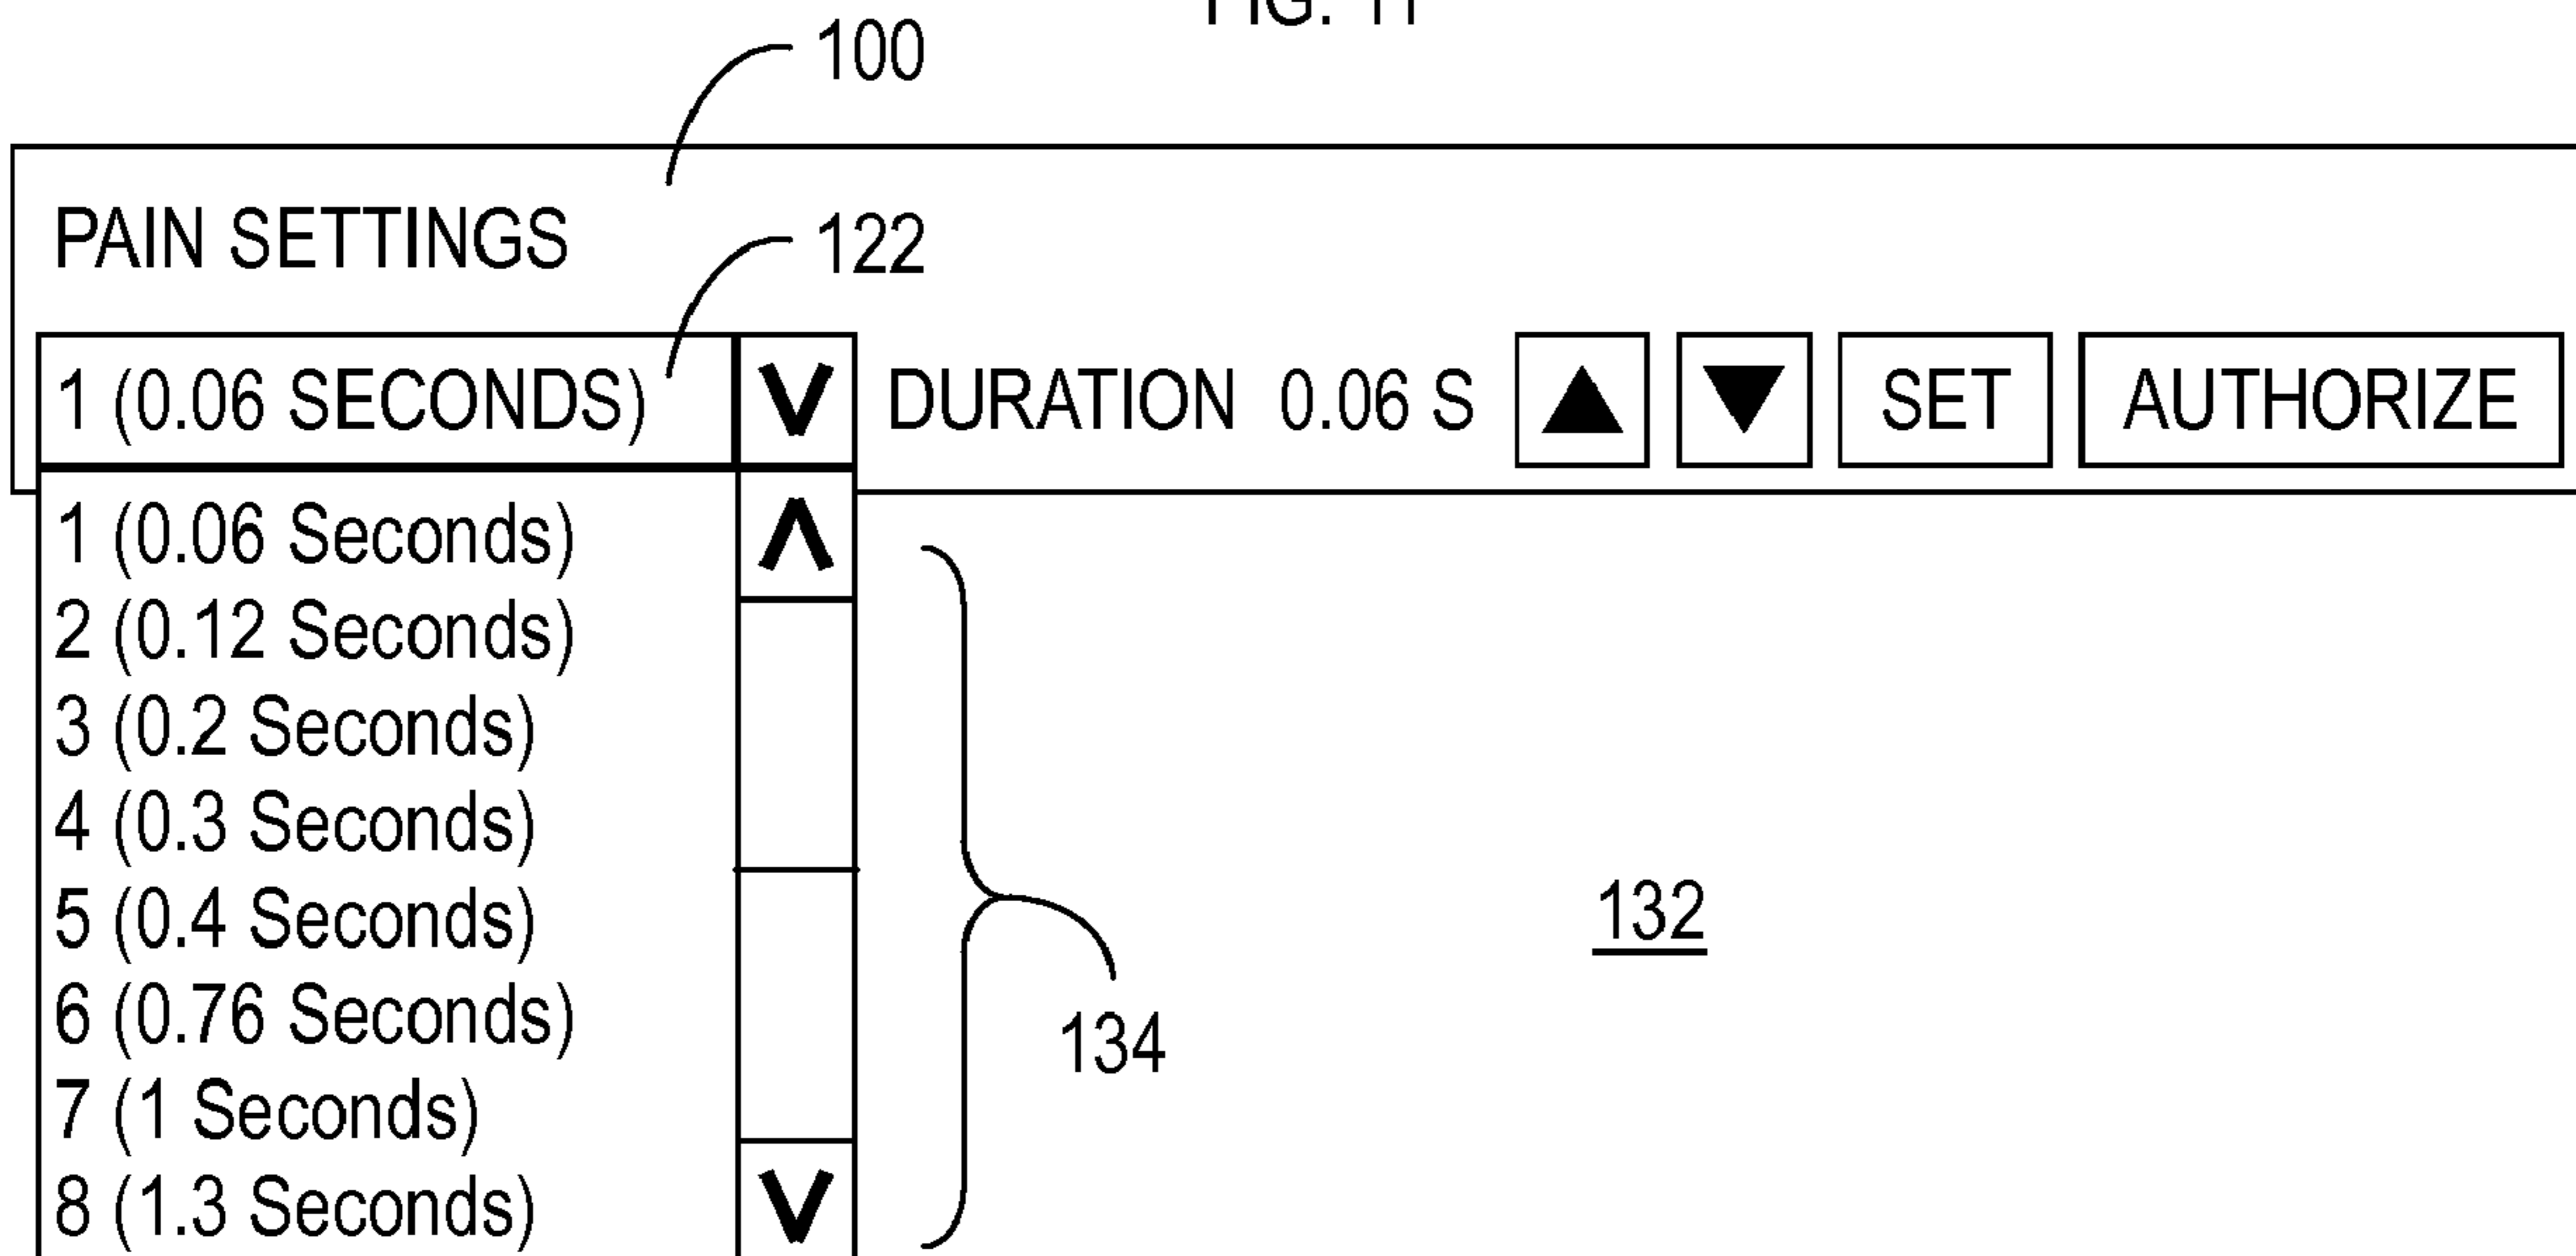 FIG. 11
100
PAIN SETTINGS
122
1 (0.06 SECONDS) V DURATION 0.06 S ▲ ▼ SET AUTHORIZE
1 (0.06 Seconds)
2 (0.12 Seconds)
3 (0.2 Seconds)
4 (0.3 Seconds)
5 (0.4 Seconds)
132
6 (0.76 Seconds)
134
7 (1 Seconds)
8 (1.3 Seconds)